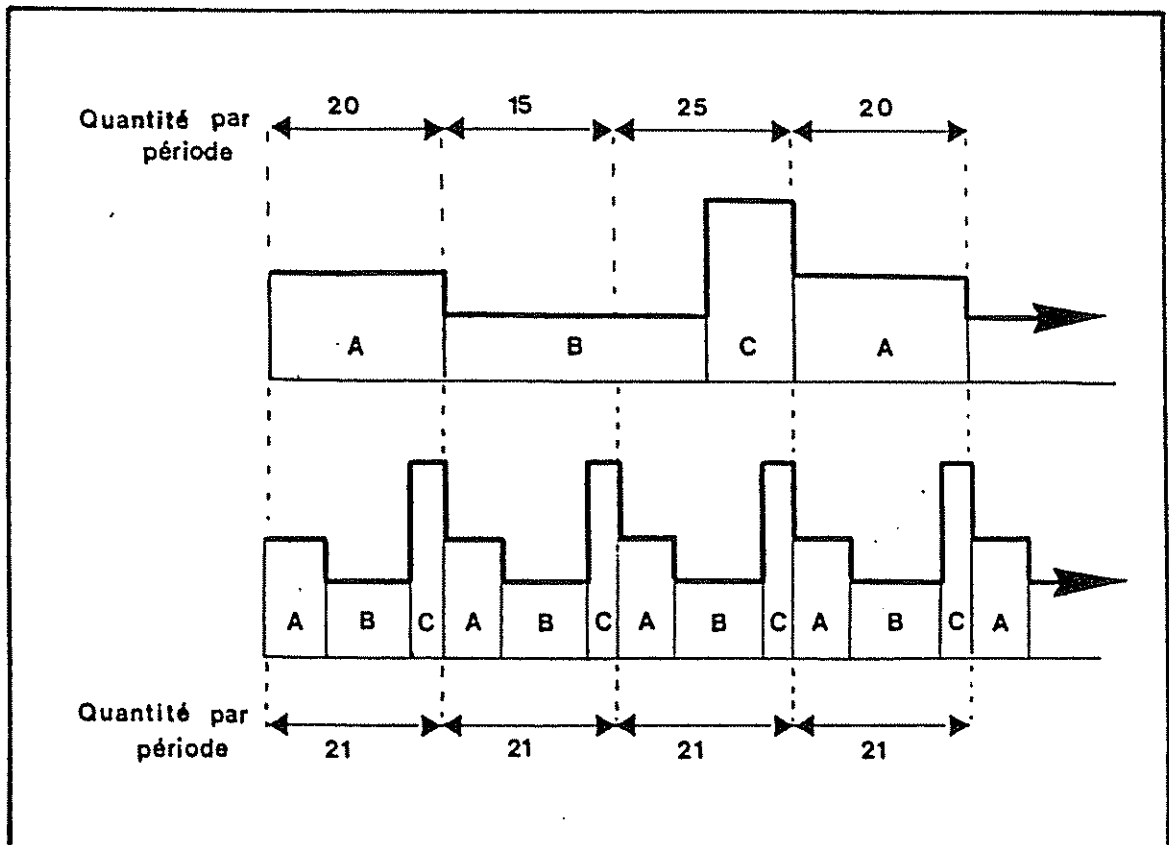 Quantité par
période
20 15 25 20
A B C A
A B C A B C A B C A B C A
Quantité par
période
21 21 21 21